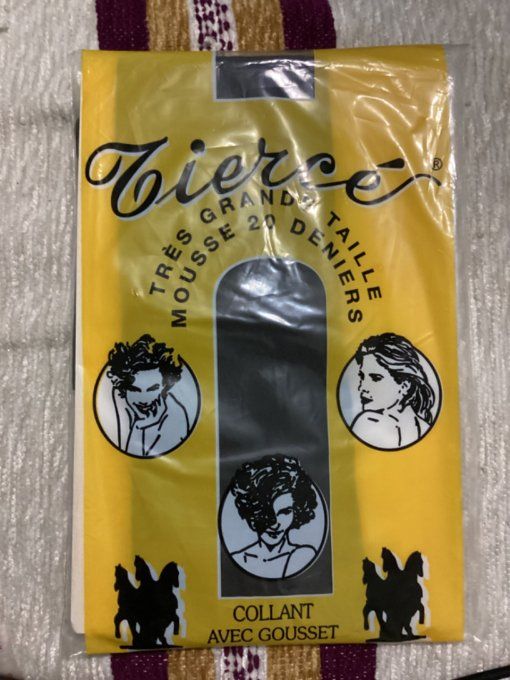 Tiercé®
TRÈS GRANDE TAILLE
MOUSSE 20 DENIERS
COLLANT
AVEC GOUSSET